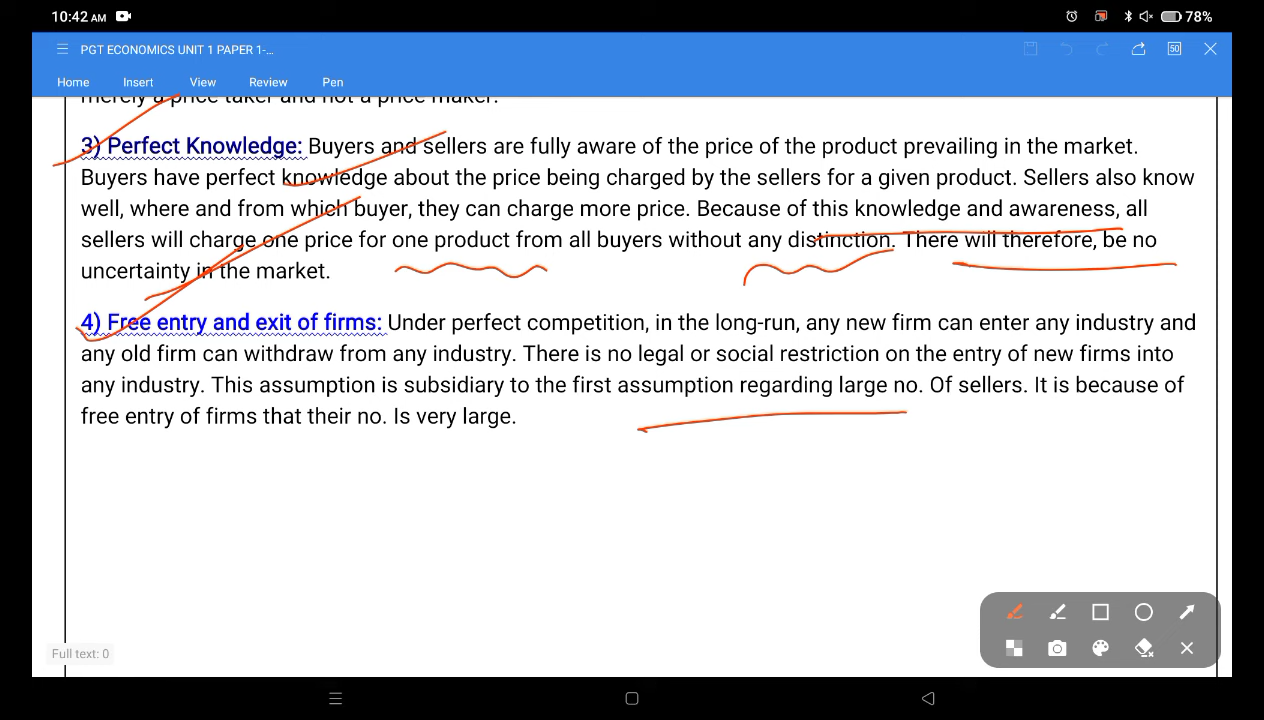 10:42 AM
78%
PGT ECONOMICS UNIT 1 PAPER 1-...
50
Home Insert View Review Pen
merely a price taker and not a price maker.
3) Perfect Knowledge: Buyers and sellers are fully aware of the price of the product prevailing in the market.
Buyers have perfect knowledge about the price being charged by the sellers for a given product. Sellers also know
well, where and from which buyer, they can charge more price. Because of this knowledge and awareness, all
sellers will charge one price for one product from all buyers without any distinction. There will therefore, be no
uncertainty in the market.
4) Free entry and exit of firms: Under perfect competition, in the long-run, any new firm can enter any industry and
any old firm can withdraw from any industry. There is no legal or social restriction on the entry of new firms into
any industry. This assumption is subsidiary to the first assumption regarding large no. Of sellers. It is because of
free entry of firms that their no. Is very large.
Full text: 0